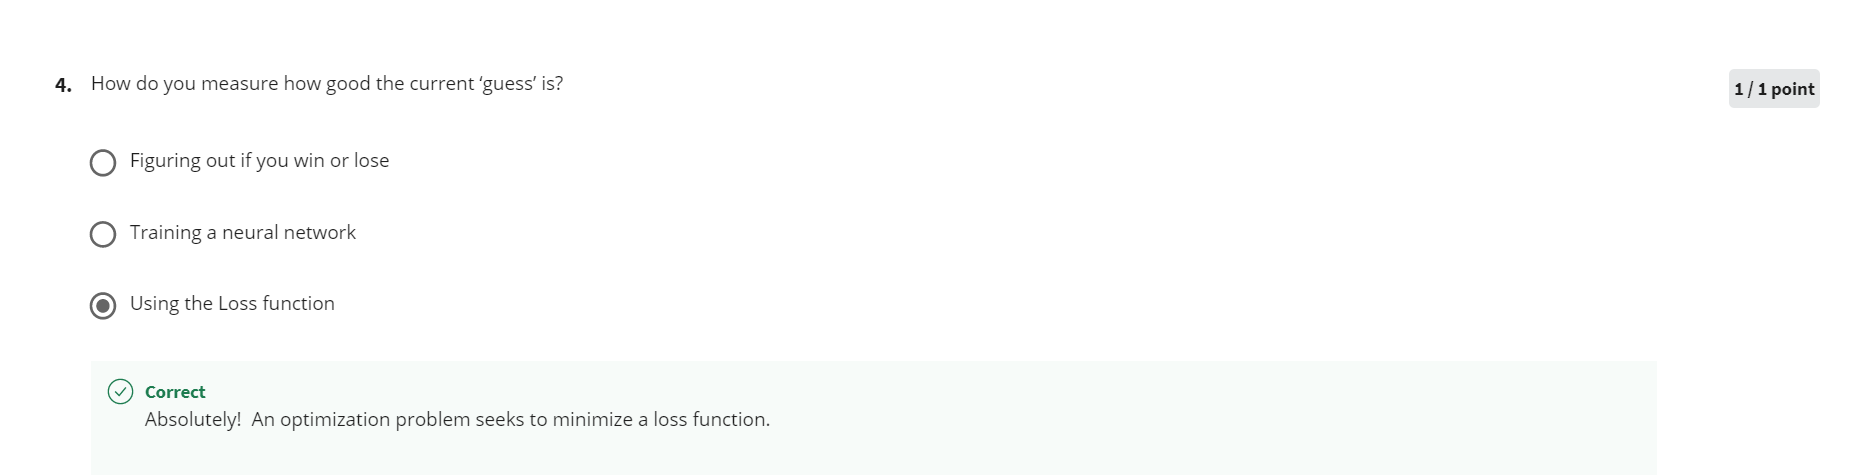 4. How do you measure how good the current ‘guess’ is?
1 / 1 point
Figuring out if you win or lose
Training a neural network
Using the Loss function
Correct
Absolutely!  An optimization problem seeks to minimize a loss function.